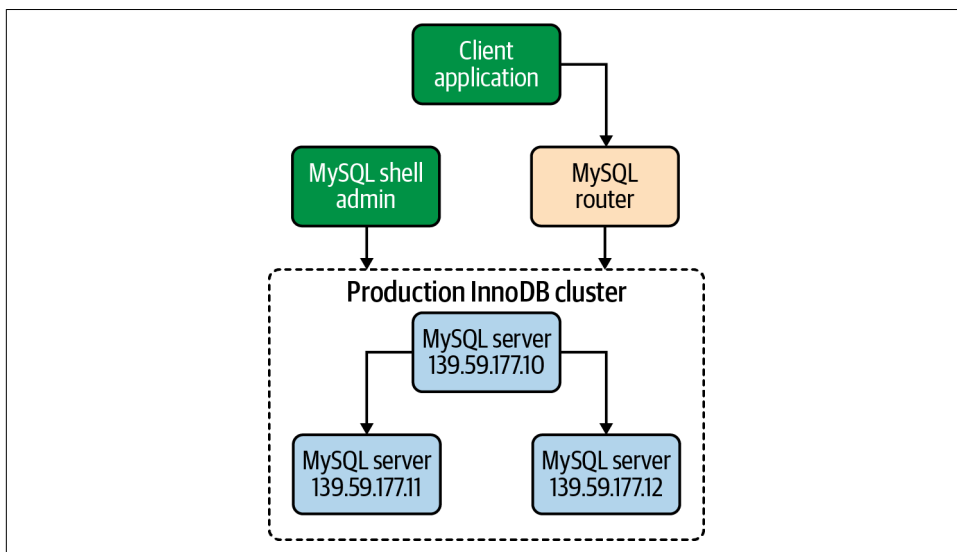 Client
application
MySQL shell
admin
MySQL
router
Production InnoDB cluster
MySQL server
139.59.177.10
MySQL server
139.59.177.11
MySQL server
139.59.177.12